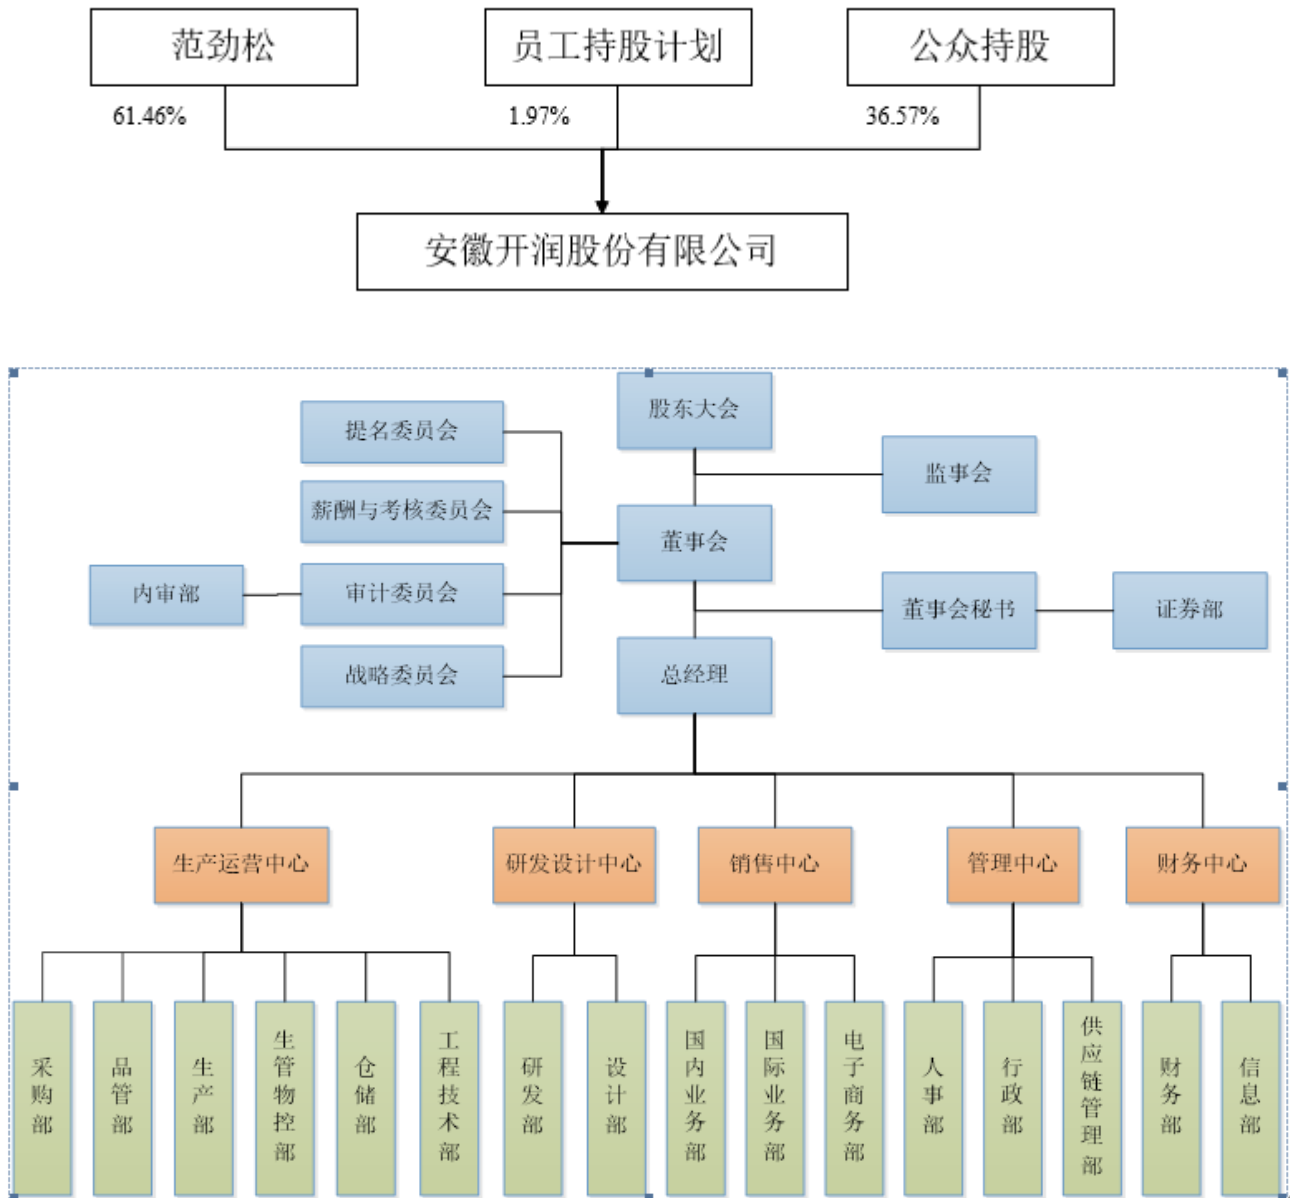 范劲松
员工持股计划
公众持股
61.46%
1.97%
36.57%
安徽开润股份有限公司
股东大会
提名委员会
监事会
薪酬与考核委员会
董事会
内审部
审计委员会
董事会秘书
证券部
战略委员会
总经理
生产运营中心
研发设计中心
销售中心
管理中心
财务中心
采购部
品管部
生产部
生管物控部
仓储部
工程技术部
研发部
设计部
国内业务部
国际业务部
电子商务部
人事部
行政部
供应链管理部
财务部
信息部